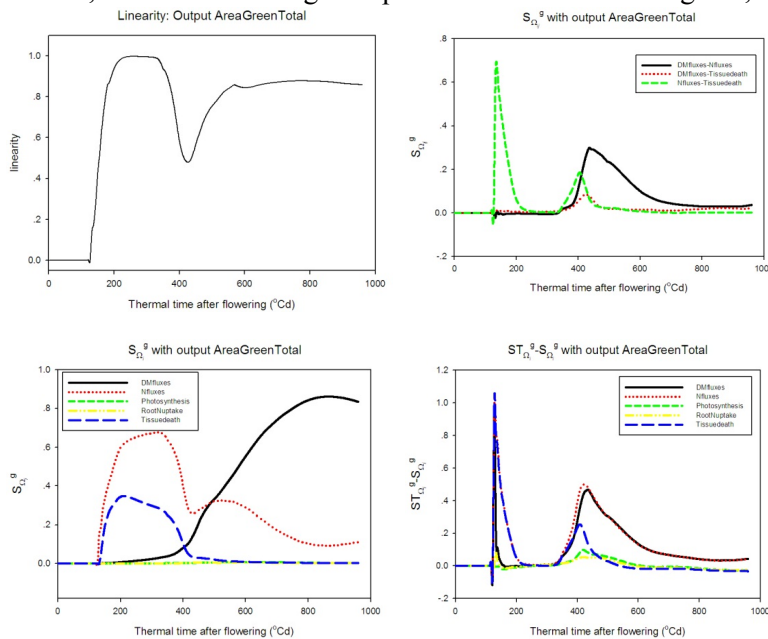 Linearity: Output AreaGreenTotal
1.0
.8
.6
.4
.2
0.0
linearity
0 200 400 600 800 1000
Thermal time after flowering (°Cd)
S_Ωi^g with output AreaGreenTotal
DMfluxes-Nfluxes
DMfluxes-Tissuedeath
Nfluxes-Tissuedeath
.8
.6
.4
.2
0.0
-.2
S_Ωi^g
0 200 400 600 800 1000
Thermal time after flowering (°Cd)
S_Ωi^g with output AreaGreenTotal
DMfluxes
Nfluxes
Photosynthesis
RootNuptake
Tissuedeath
1.0
.8
.6
.4
.2
0.0
S_Ωi^g
0 200 400 600 800 1000
Thermal time after flowering (°Cd)
ST_Ωi^g-S_Ωi^g with output AreaGreenTotal
DMfluxes
Nfluxes
Photosynthesis
RootNuptake
Tissuedeath
1.2
1.0
.8
.6
.4
.2
0.0
-.2
ST_Ωi^g-S_Ωi^g
0 200 400 600 800 1000
Thermal time after flowering (°Cd)